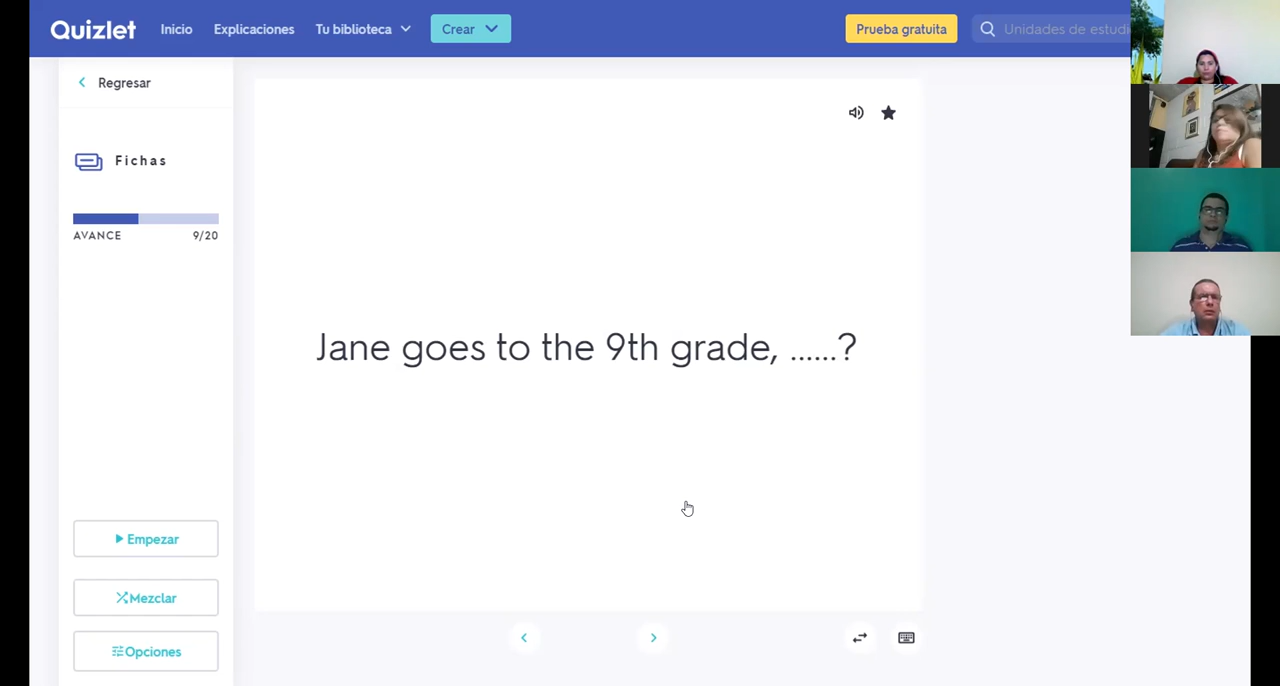 Quizlet
Inicio
Explicaciones
Tu biblioteca
Crear
Prueba gratuita
Unidades de estudi
Regresar
Fichas
AVANCE 9/20
Jane goes to the 9th grade, ......?
Empezar
Mezclar
Opciones